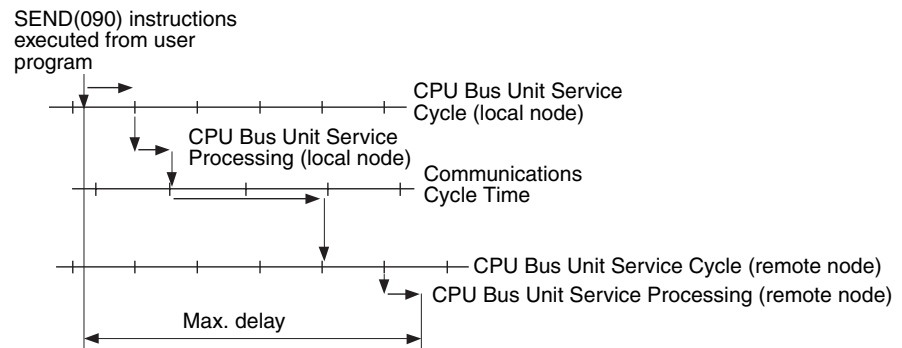 SEND(090) instructions
executed from user
program
CPU Bus Unit Service
Cycle (local node)
CPU Bus Unit Service
Processing (local node)
Communications
Cycle Time
CPU Bus Unit Service Cycle (remote node)
CPU Bus Unit Service Processing (remote node)
Max. delay